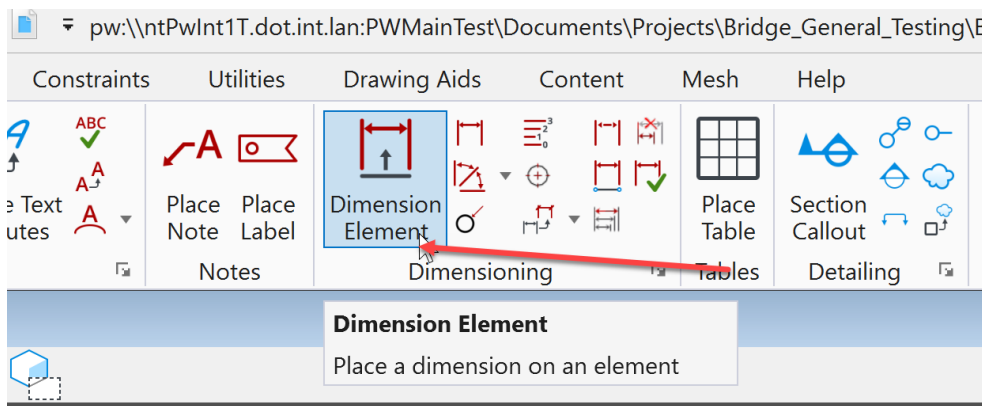 pw:\\ntPwInt1T.dot.int.lan:PWMainTest\Documents\Projects\Bridge_General_Testing\
Constraints Utilities Drawing Aids Content Mesh Help
ABC
A
Text Place Place Dimension Place Section
utes Note Label Element Table Callout
Notes Dimensioning Tables Detailing
Dimension Element
Place a dimension on an element